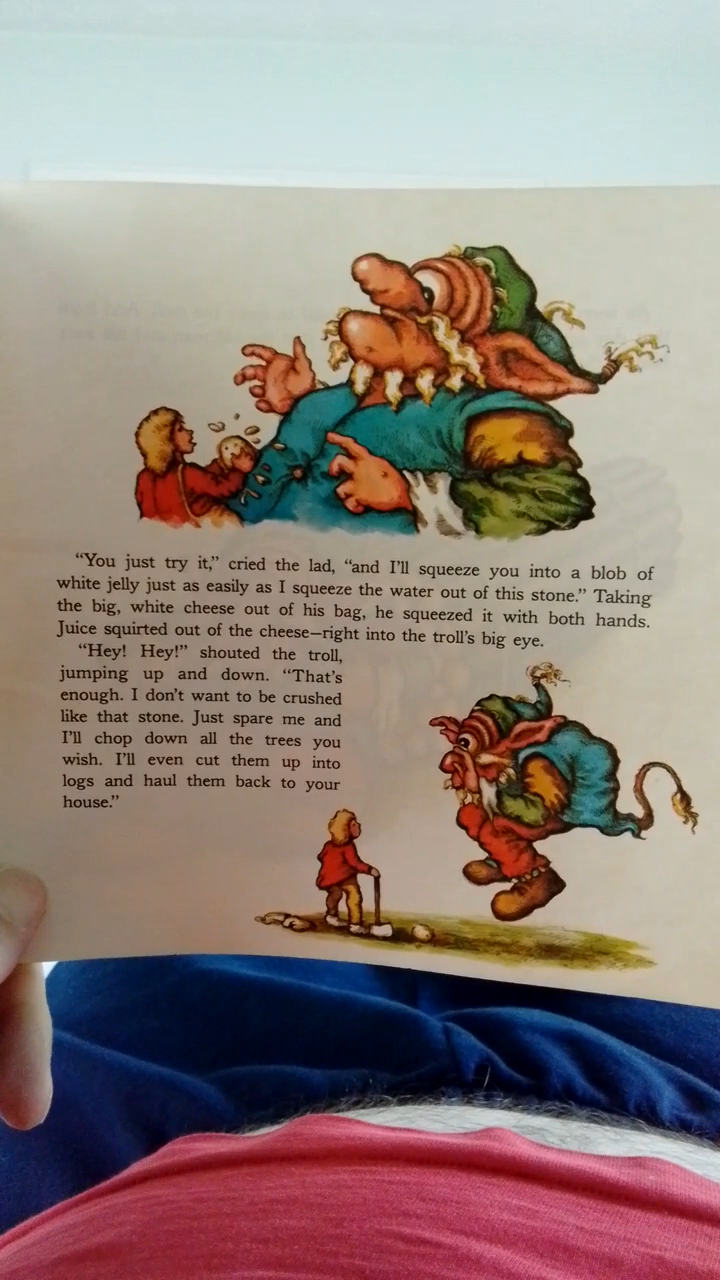 “You just try it,” cried the lad, “and I’ll squeeze you into a blob of
white jelly just as easily as I squeeze the water out of this stone.” Taking
the big, white cheese out of his bag, he squeezed it with both hands.
Juice squirted out of the cheese—right into the troll’s big eye.
“Hey! Hey!” shouted the troll,
jumping up and down. “That’s
enough. I don’t want to be crushed
like that stone. Just spare me and
I’ll chop down all the trees you
wish. I’ll even cut them up into
logs and haul them back to your
house.”